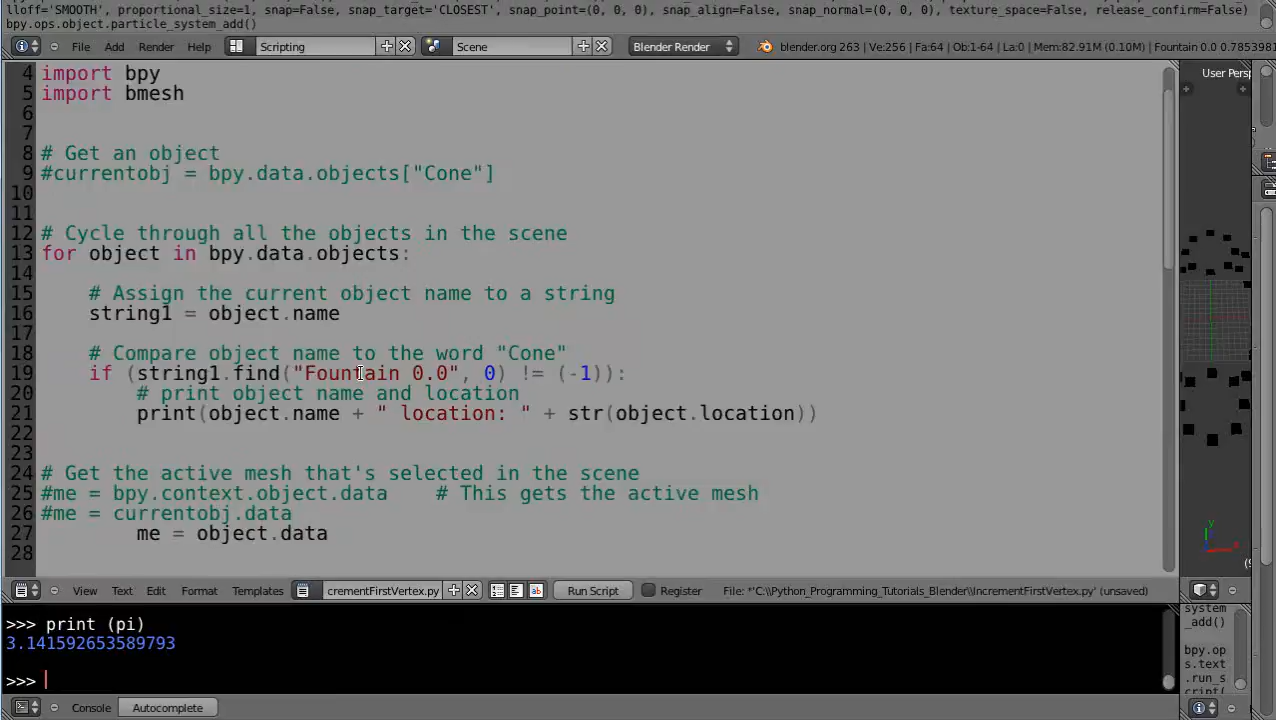 lloff='SMOOTH', proportional_size=1, snap=False, snap_target='CLOSEST', snap_point=(0, 0, 0), snap_align=False, snap_normal=(0, 0, 0), texture_space=False, release_confirm=False)
bpy.ops.object.particle_system_add()
File Add Render Help Scripting Scene Blender Render blender.org 263 | Ve:256 | Fa:64 | Ob:1-64 | La:0 | Mem:82.91M (0.10M) | Fountain 0.0 0.7853981
4 import bpy
5 import bmesh
6
7
8 # Get an object
9 #currentobj = bpy.data.objects["Cone"]
10
11
12 # Cycle through all the objects in the scene
13 for object in bpy.data.objects:
14
15     # Assign the current object name to a string
16     string1 = object.name
17
18     # Compare object name to the word "Cone"
19     if (string1.find("Fountain 0.0", 0) != (-1)):
20         # print object name and location
21         print(object.name + " location: " + str(object.location))
22
23
24 # Get the active mesh that's selected in the scene
25 #me = bpy.context.object.data    # This gets the active mesh
26 #me = currentobj.data
27         me = object.data
28
User Persp
y
View Text Edit Format Templates crementFirstVertex.py Run Script Register File: *'C:\\Python_Programming_Tutorials_Blender\\IncrementFirstVertex.py' (unsaved)
>>> print (pi)
3.141592653589793
>>>
Console Autocomplete
system
_add()
bpy.op
s.text
.run_s
cript(